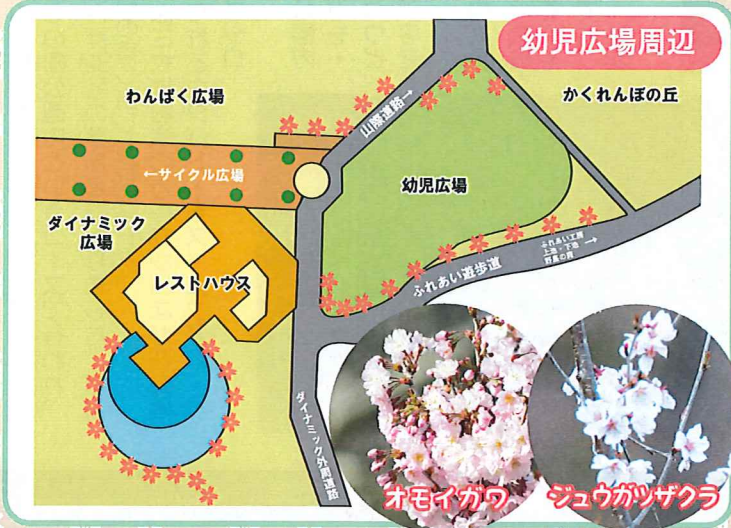 幼児広場周辺
わんぱく広場
山際道路→
かくれんぼの丘
←サイクル広場
幼児広場
ダイナミック
広場
レストハウス
ふれあい遊歩道
ふれあい工房
上池・下池
野鳥の森
→
ダイナミック外周道路
オモイガワ
ジュウガツザクラ